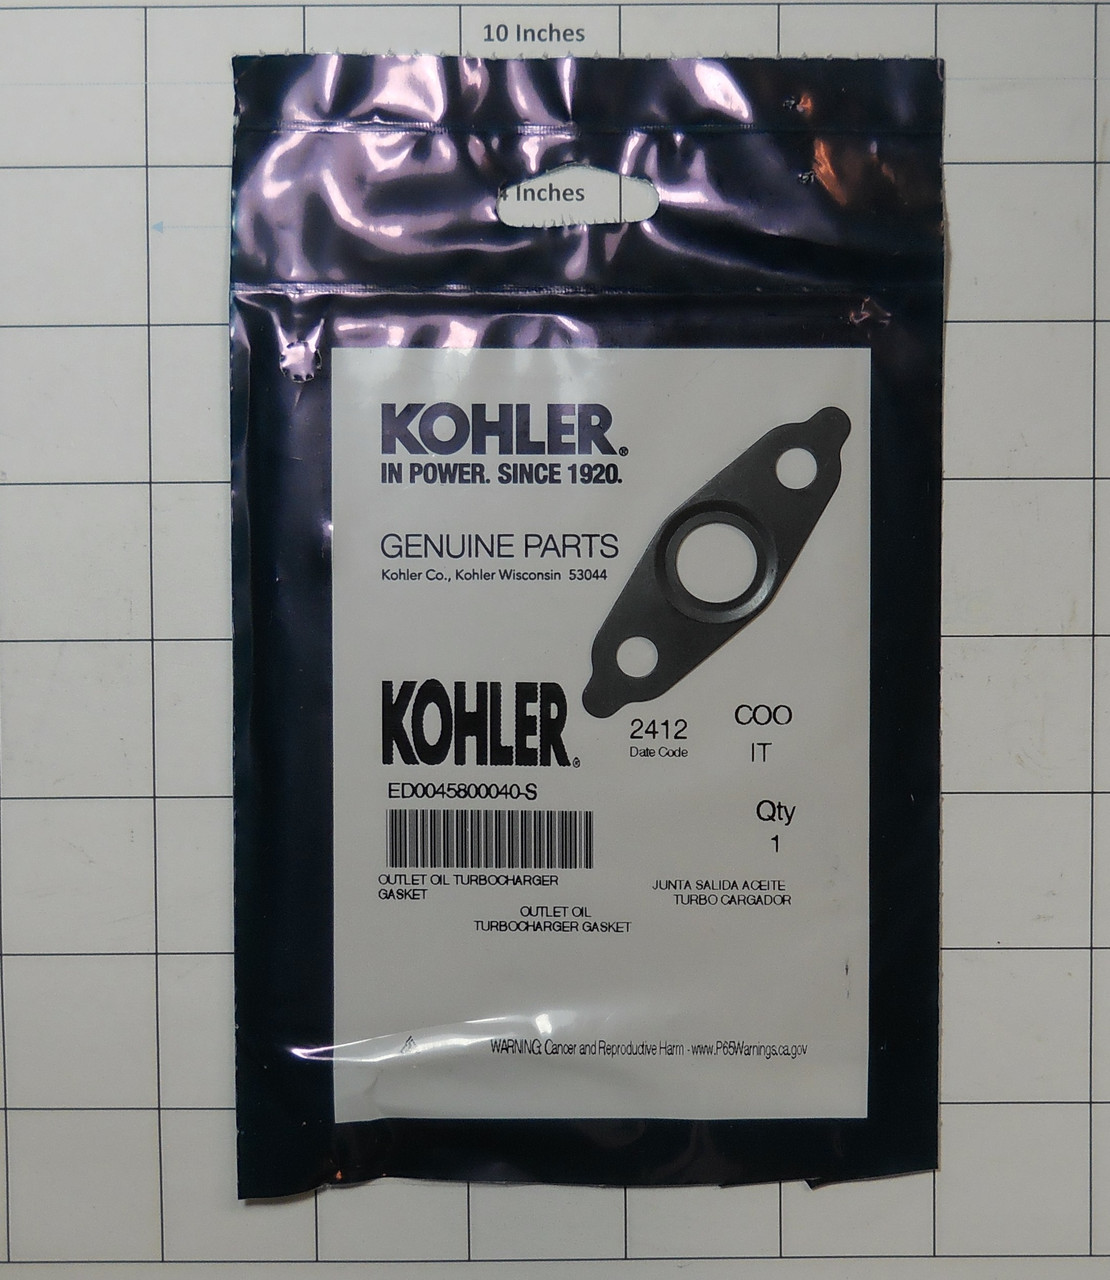 10 Inches
4 Inches
KOHLER®
IN POWER. SINCE 1920.
GENUINE PARTS
Kohler Co., Kohler Wisconsin 53044
KOHLER®
2412
Date Code
COO
IT
ED0045800040-S
Qty
1
OUTLET OIL TURBOCHARGER
GASKET
JUNTA SALIDA ACEITE
TURBO CARGADOR
OUTLET OIL
TURBOCHARGER GASKET
WARNING: Cancer and Reproductive Harm - www.P65Warnings.ca.gov